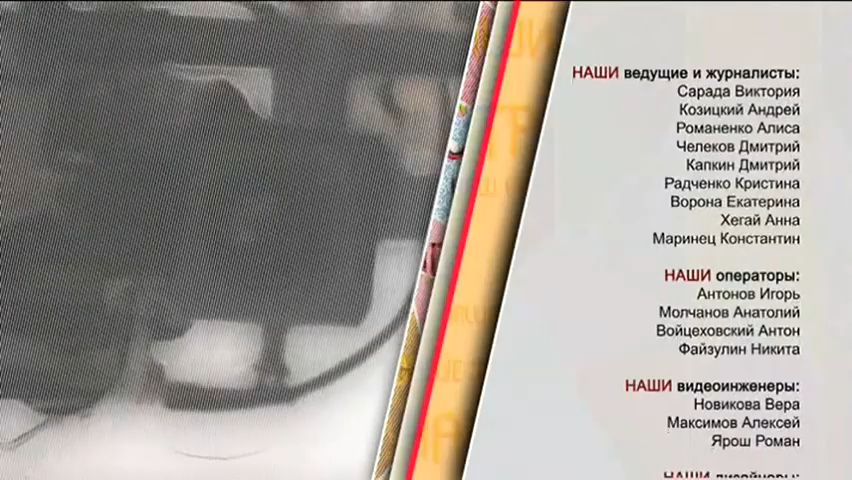 НАШИ ведущие и журналисты:
Сарада Виктория
Козицкий Андрей
Романенко Алиса
Челеков Дмитрий
Капкин Дмитрий
Радченко Кристина
Ворона Екатерина
Хегай Анна
Маринец Константин
НАШИ операторы:
Антонов Игорь
Молчанов Анатолий
Войцеховский Антон
Файзулин Никита
НАШИ видеоинженеры:
Новикова Вера
Максимов Алексей
Ярош Роман
НАШИ дизайнеры: